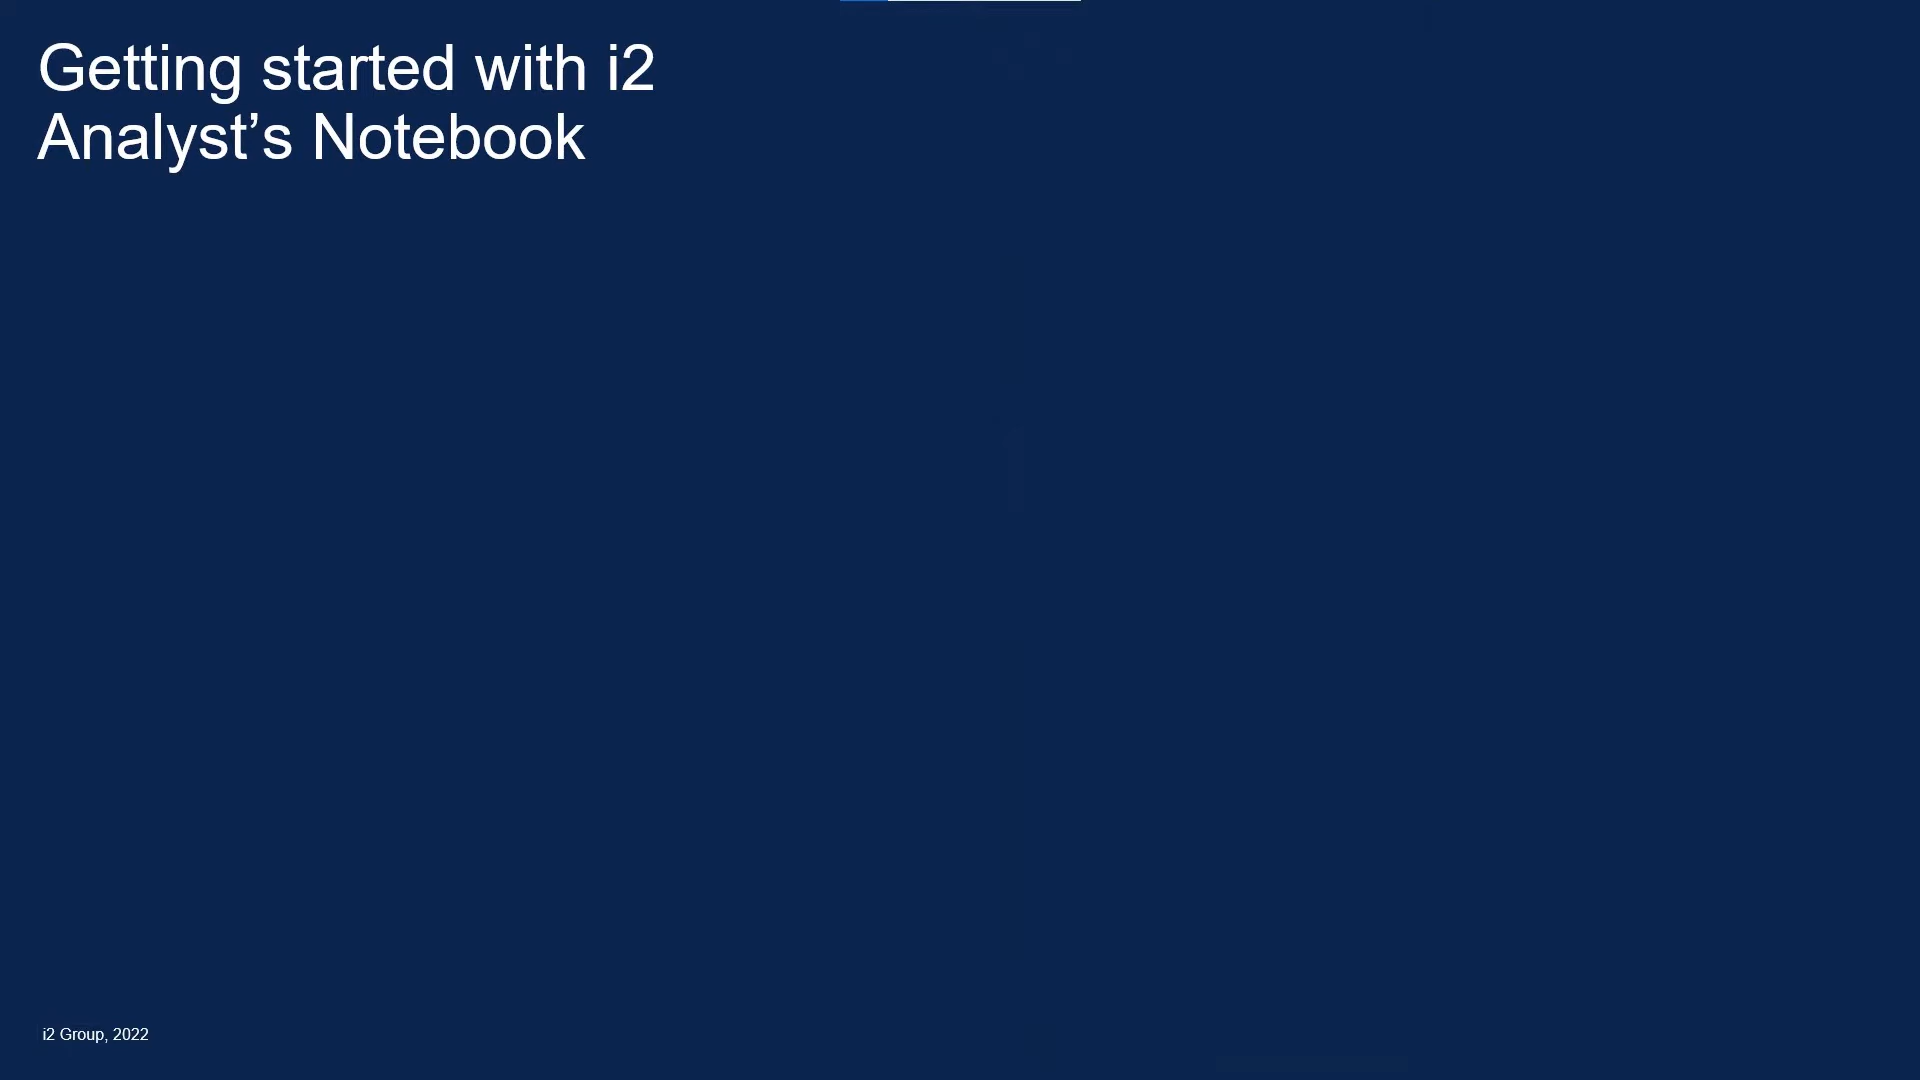 Getting started with i2
Analyst’s Notebook
i2 Group, 2022